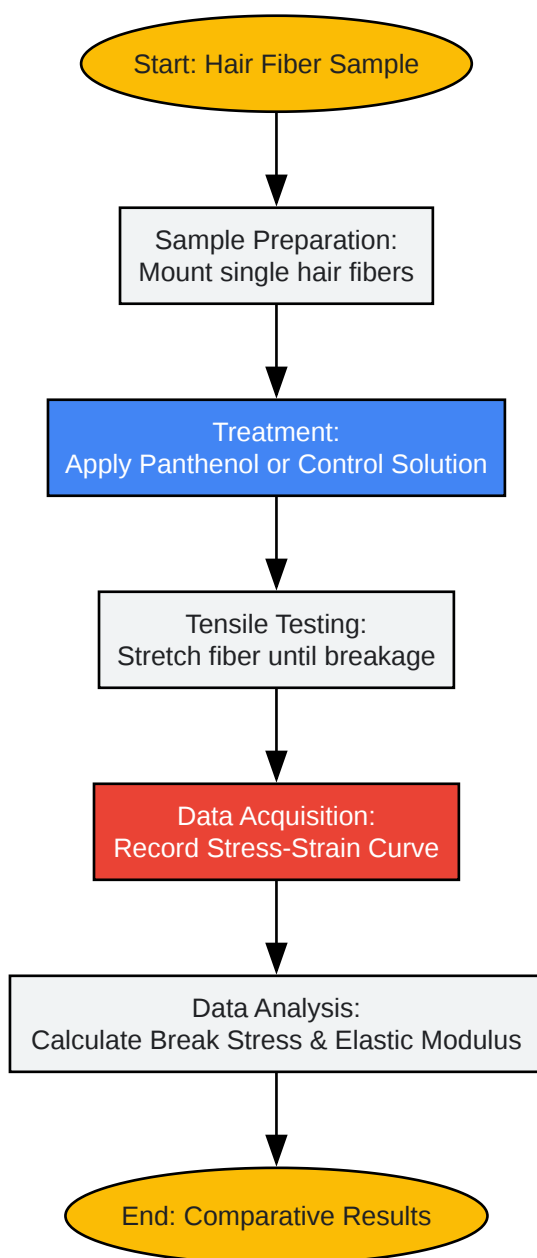 Start: Hair Fiber Sample
Sample Preparation:
Mount single hair fibers
Treatment:
Apply Panthenol or Control Solution
Tensile Testing:
Stretch fiber until breakage
Data Acquisition:
Record Stress-Strain Curve
Data Analysis:
Calculate Break Stress & Elastic Modulus
End: Comparative Results